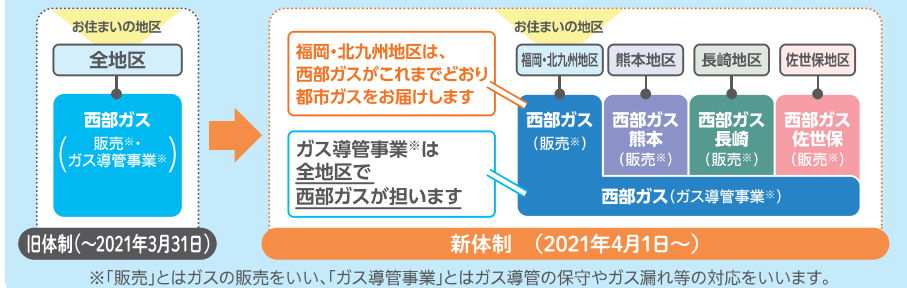 お住まいの地区
全地区
西部ガス
(販売※・
ガス導管事業※)
旧体制(~2021年3月31日)
福岡・北九州地区は、
西部ガスがこれまでどおり
都市ガスをお届けします
ガス導管事業※は
全地区で
西部ガスが担います
お住まいの地区
福岡・北九州地区
熊本地区
長崎地区
佐世保地区
西部ガス
(販売※)
西部ガス
熊本
(販売※)
西部ガス
長崎
(販売※)
西部ガス
佐世保
(販売※)
西部ガス(ガス導管事業※)
新体制 (2021年4月1日~)
※「販売」とはガスの販売をいい、「ガス導管事業」とはガス導管の保守やガス漏れ等の対応をいいます。